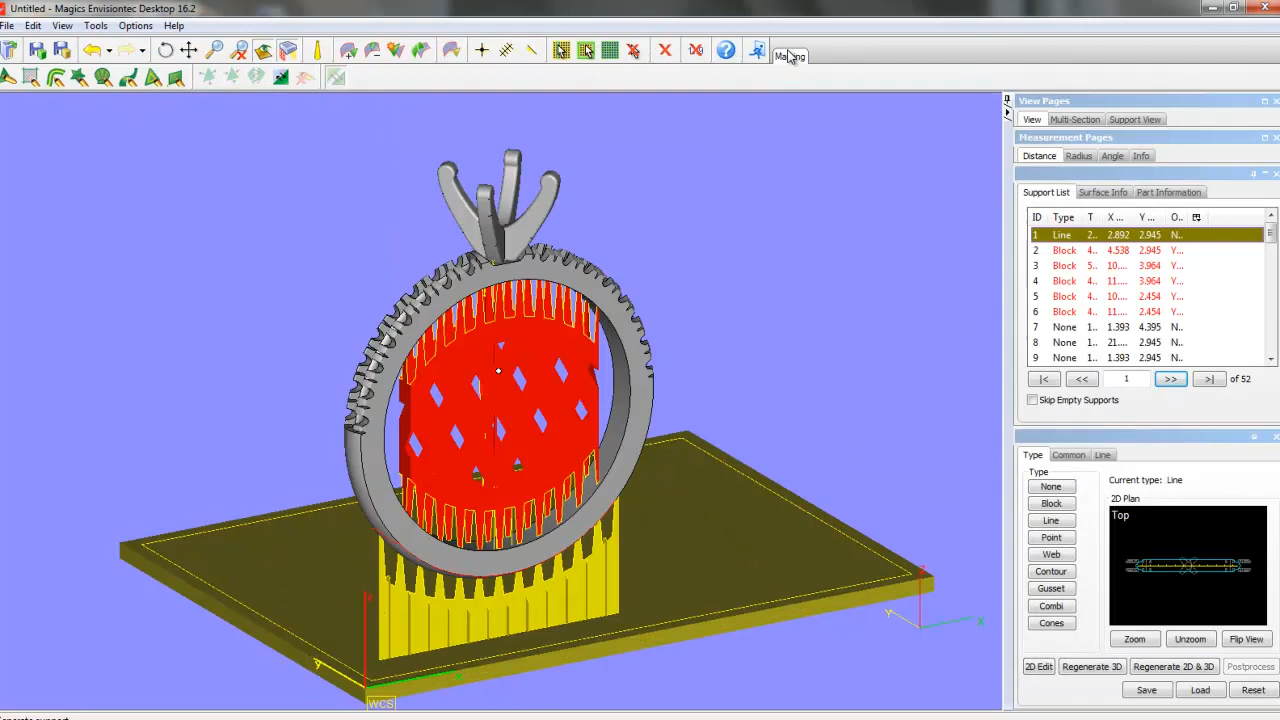 Untitled - Magics Envisiontec Desktop 16.2
File Edit View Tools Options Help
View Pages
View Multi-Section Support View
Measurement Pages
Distance Radius Angle Info
Support List Surface Info Part Information
ID Type T.. X ... Y ... O..
1 Line 2.. 2.892 2.945 N..
2 Block 4.. 4.538 2.945 Y...
3 Block 5.. 10.... 3.964 Y...
4 Block 4.. 11.... 3.964 Y...
5 Block 4.. 10.... 2.454 Y...
6 Block 4.. 11.... 2.454 Y...
7 None 1.. 1.393 4.395 N..
8 None 1.. 21.... 2.945 N..
9 None 1.. 1.393 2.945 N..
|< << 1 >> >| of 52
Skip Empty Supports
Type Common Line
Type
None
Block
Line
Point
Web
Contour
Gusset
Combi
Cones
Current type: Line
2D Plan
Top
Zoom Unzoom Flip View
2D Edit Regenerate 3D Regenerate 2D & 3D Postprocess
Save Load Reset
WCS
Y X